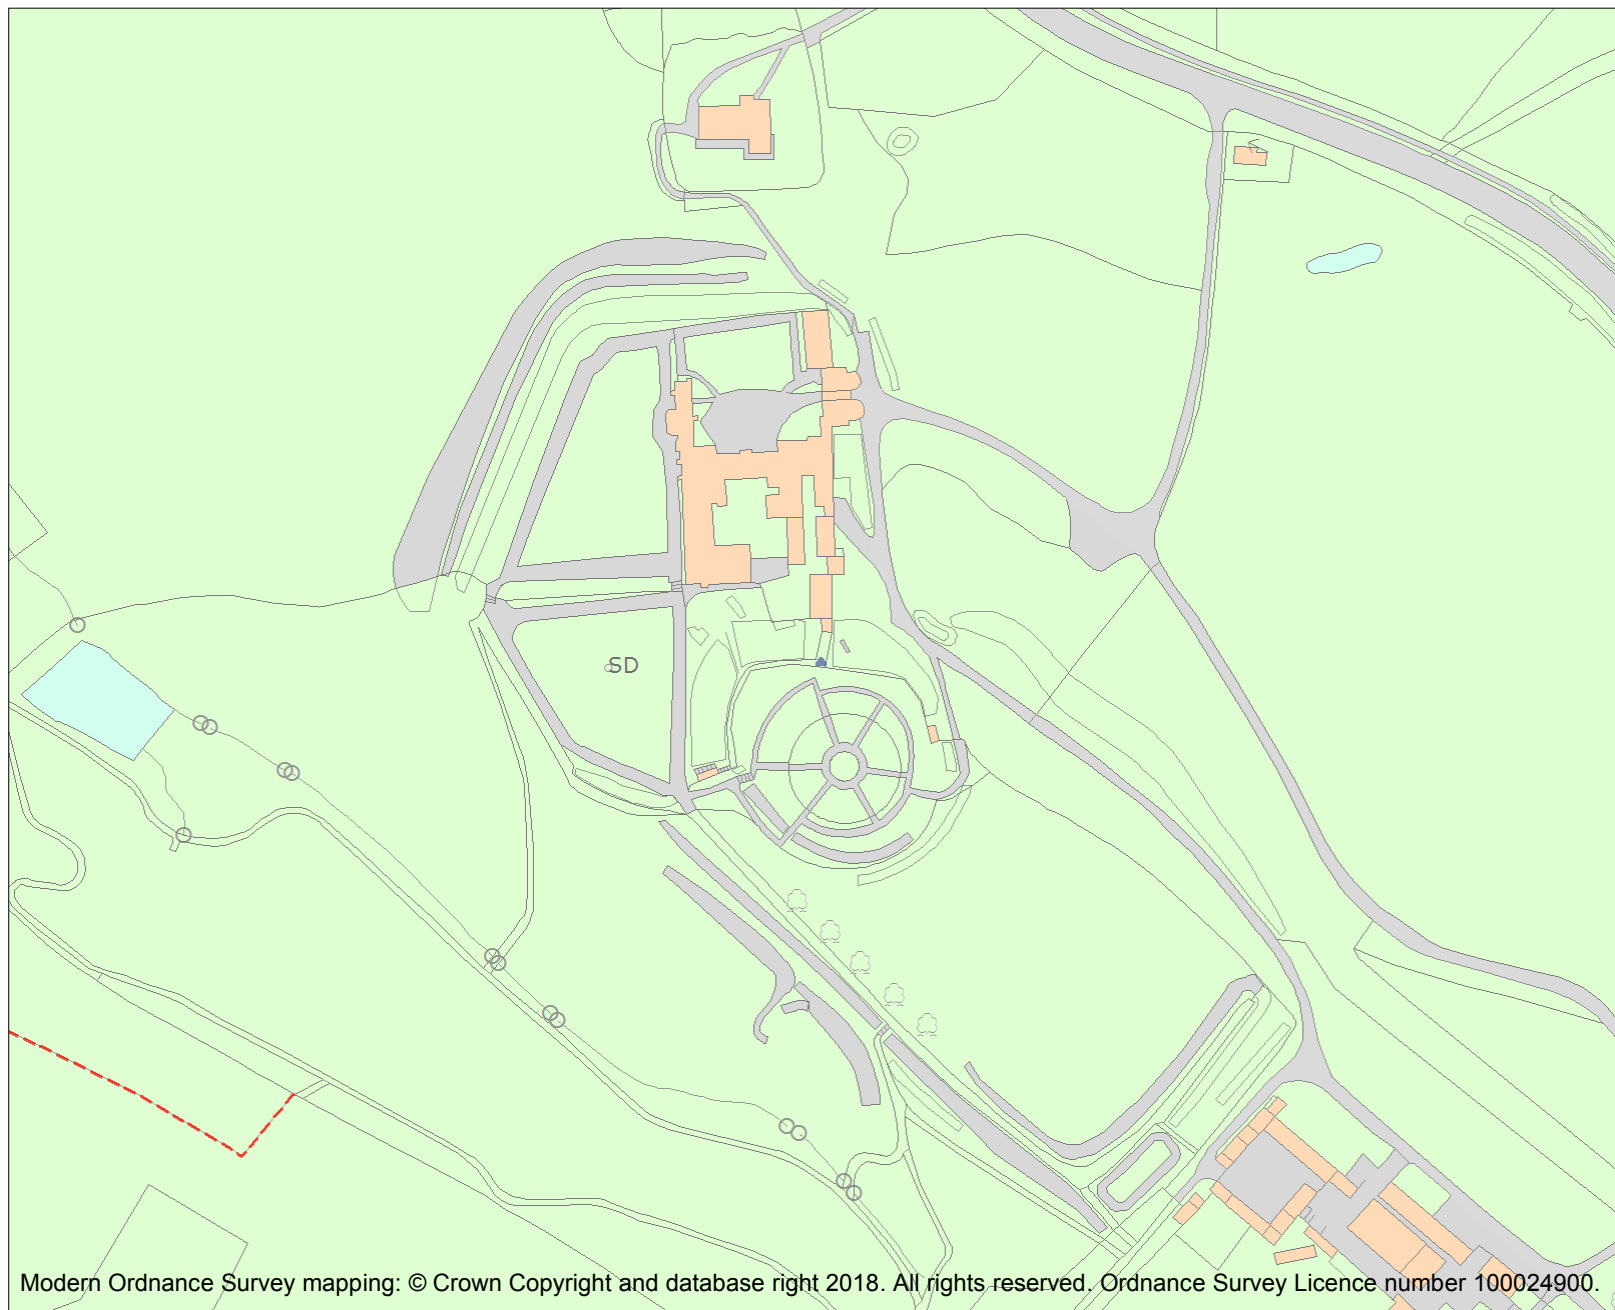 SD
Modern Ordnance Survey mapping: © Crown Copyright and database right 2018. All rights reserved. Ordnance Survey Licence number 100024900.